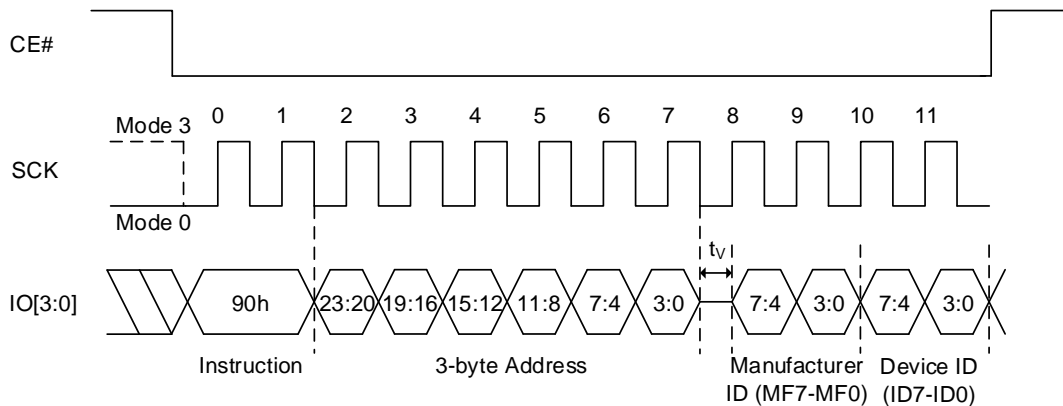 CE#
0 1 2 3 4 5 6 7 8 9 10 11
Mode 3
SCK
Mode 0
tV
IO[3:0]
90h 23:20 19:16 15:12 11:8 7:4 3:0 7:4 3:0 7:4 3:0
Instruction 3-byte Address Manufacturer Device ID
ID (MF7-MF0) (ID7-ID0)